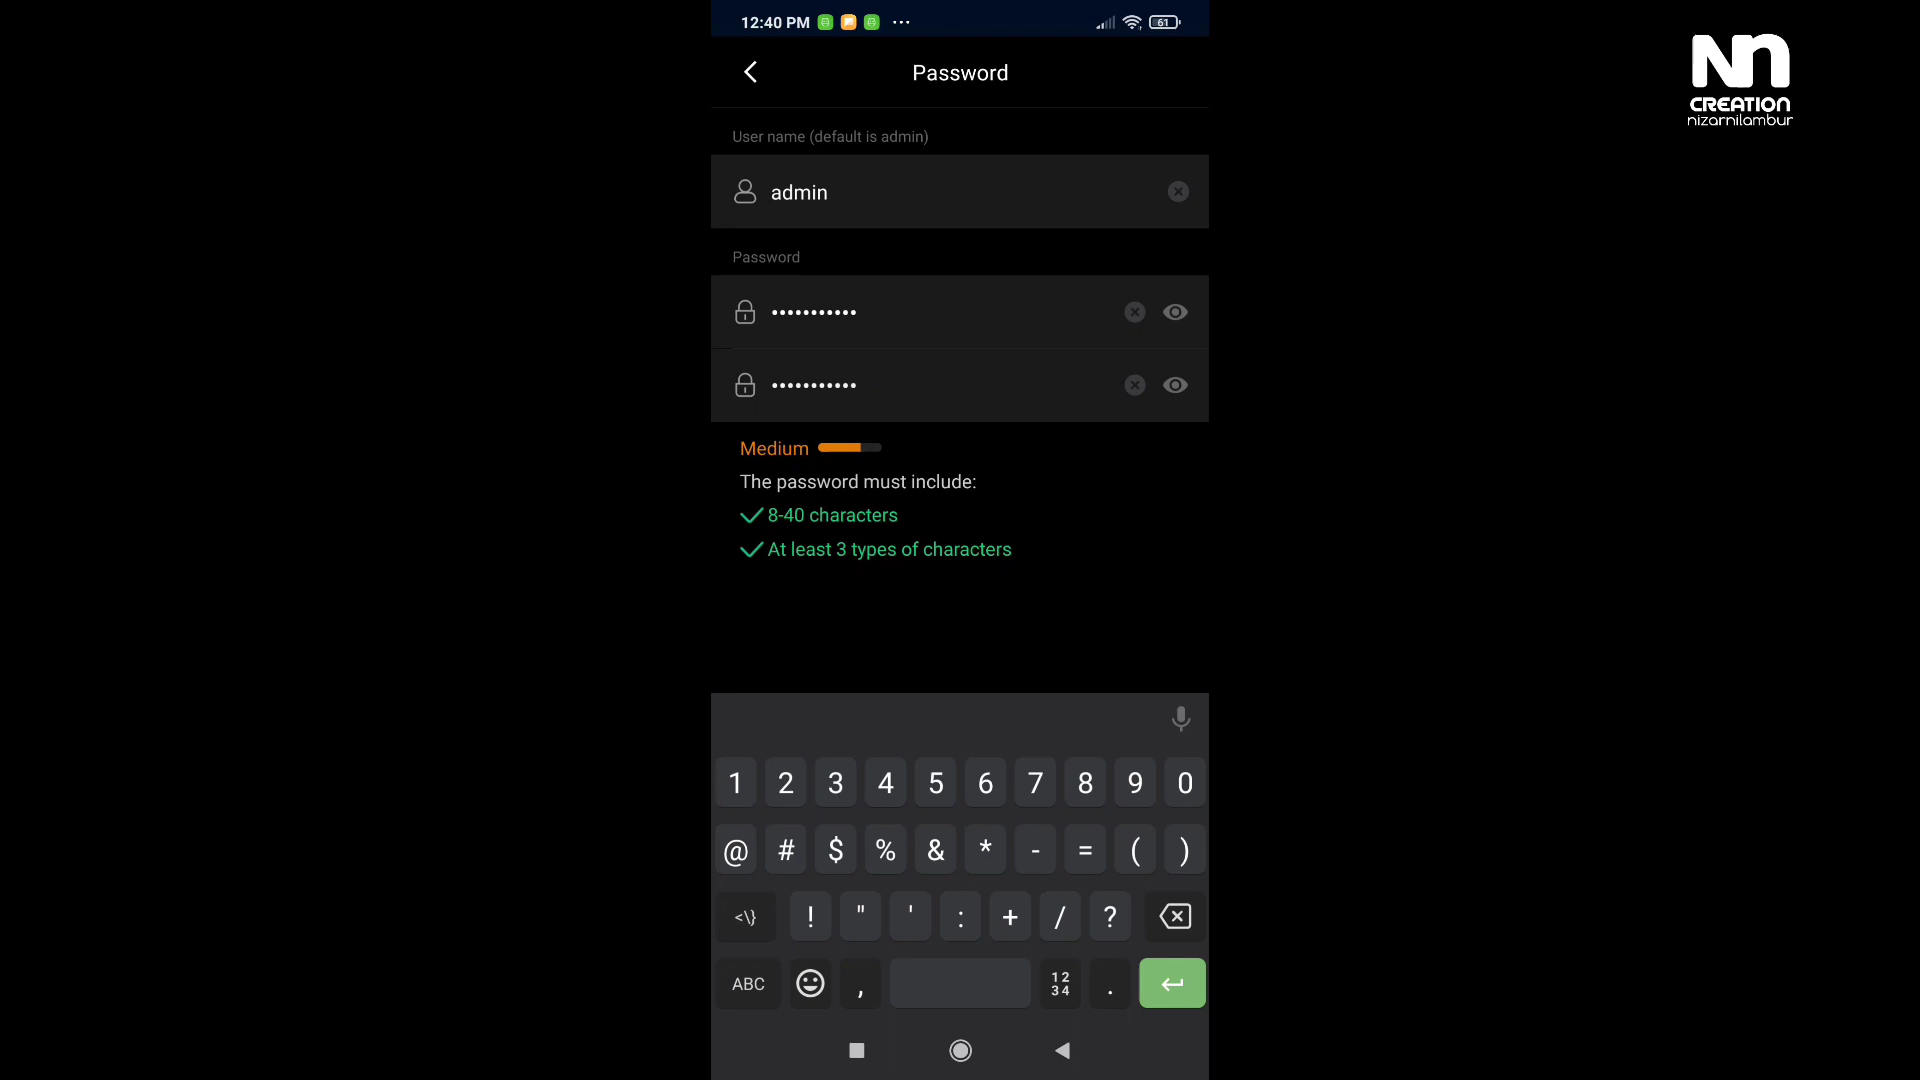 12:40 PM
61
Password
User name (default is admin)
admin
Password
•••••••••••
•••••••••••
Medium
The password must include:
8-40 characters
At least 3 types of characters
1 2 3 4 5 6 7 8 9 0
@ # $ % & * - = ( )
<\} ! " ' : + / ?
ABC , 12 34 .
nn
CREATION
nizarnilambur